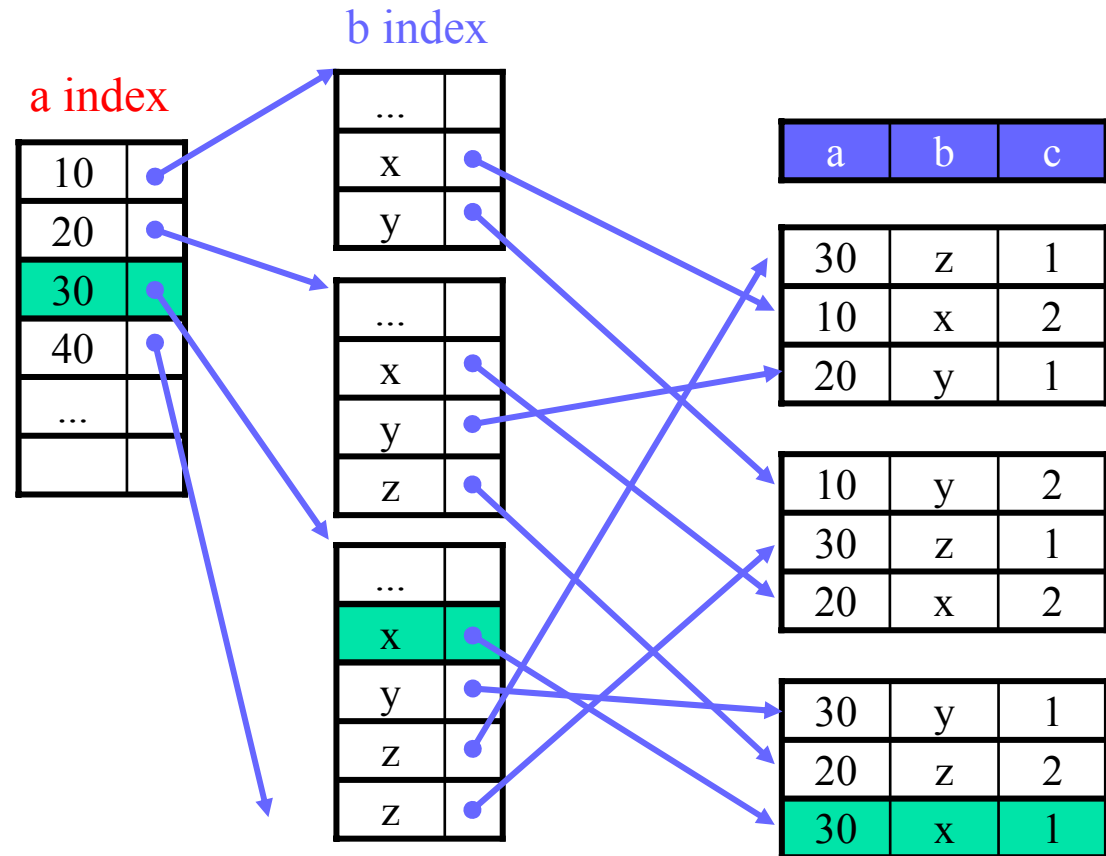 b index
a index
10
20
30
40
...
...
x
y
...
x
y
z
...
x
y
z
z
a b c
30 z 1
10 x 2
20 y 1
10 y 2
30 z 1
20 x 2
30 y 1
20 z 2
30 x 1